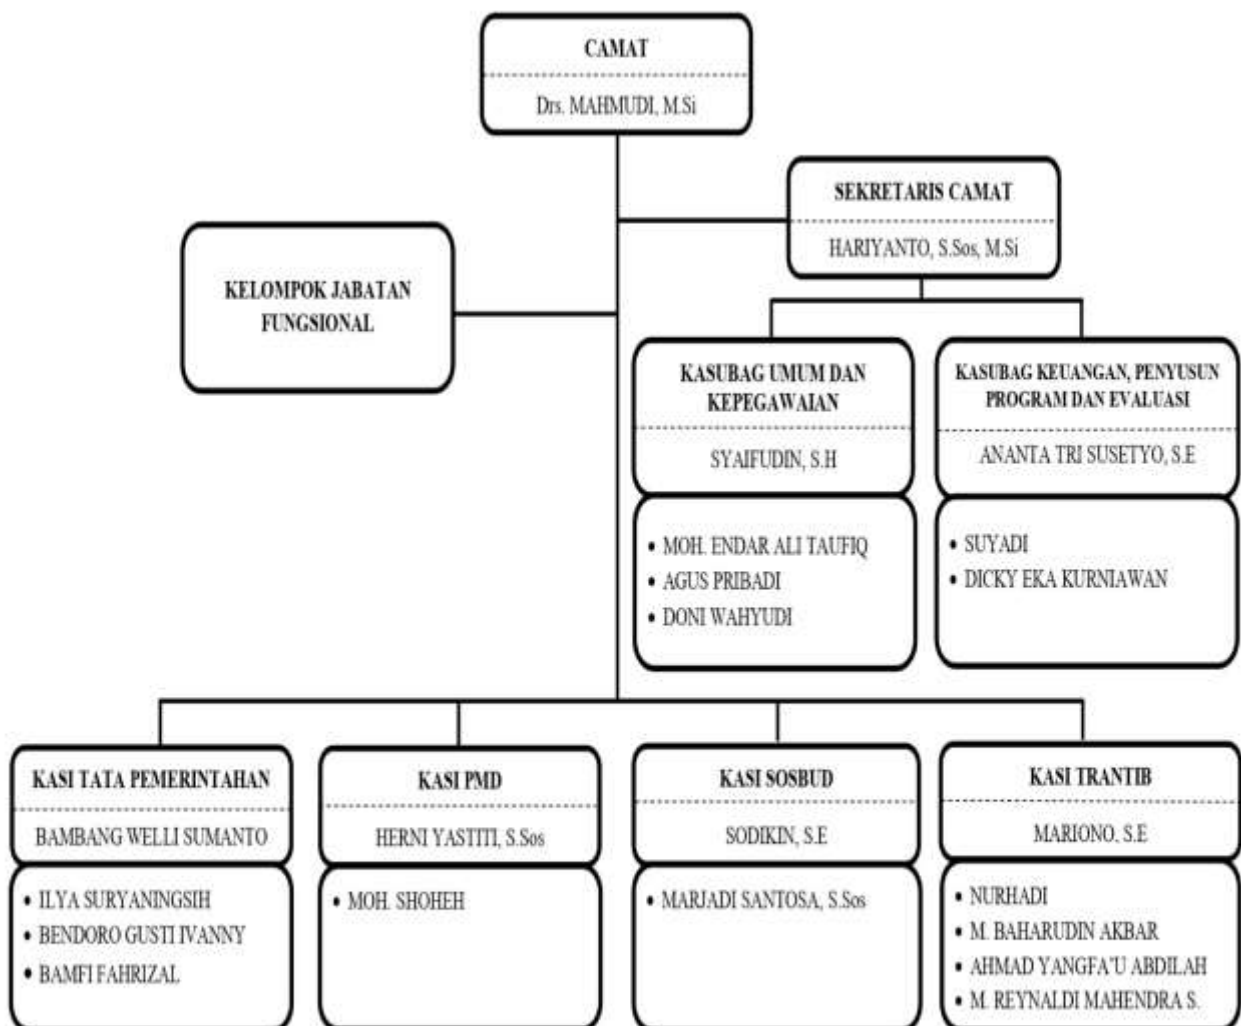 CAMAT
Drs. MAHMUDI, M.Si
SEKRETARIS CAMAT
HARIYANTO, S.Sos, M.Si
KELOMPOK JABATAN
FUNGSIONAL
KASUBAG UMUM DAN
KEPEGAWAIAN
SYAIFUDIN, S.H
• MOH. ENDAR ALI TAUFIQ
• AGUS PRIBADI
• DONI WAHYUDI
KASUBAG KEUANGAN, PENYUSUN
PROGRAM DAN EVALUASI
ANANTA TRI SUSETYO, S.E
• SUYADI
• DICKY EKA KURNIAWAN
KASI TATA PEMERINTAHAN
BAMBANG WELLI SUMANTO
• ILYA SURYANINGSIH
• BENDORO GUSTI IVANNY
• BAMFI FAHRIZAL
KASI PMD
HERNI YASTITI, S.Sos
• MOH. SHOHEH
KASI SOSBUD
SODIKIN, S.E
• MARJADI SANTOSA, S.Sos
KASI TRANTIB
MARIONO, S.E
• NURHADI
• M. BAHARUDIN AKBAR
• AHMAD YANGFA'U ABDILAH
• M. REYNALDI MAHENDRA S.